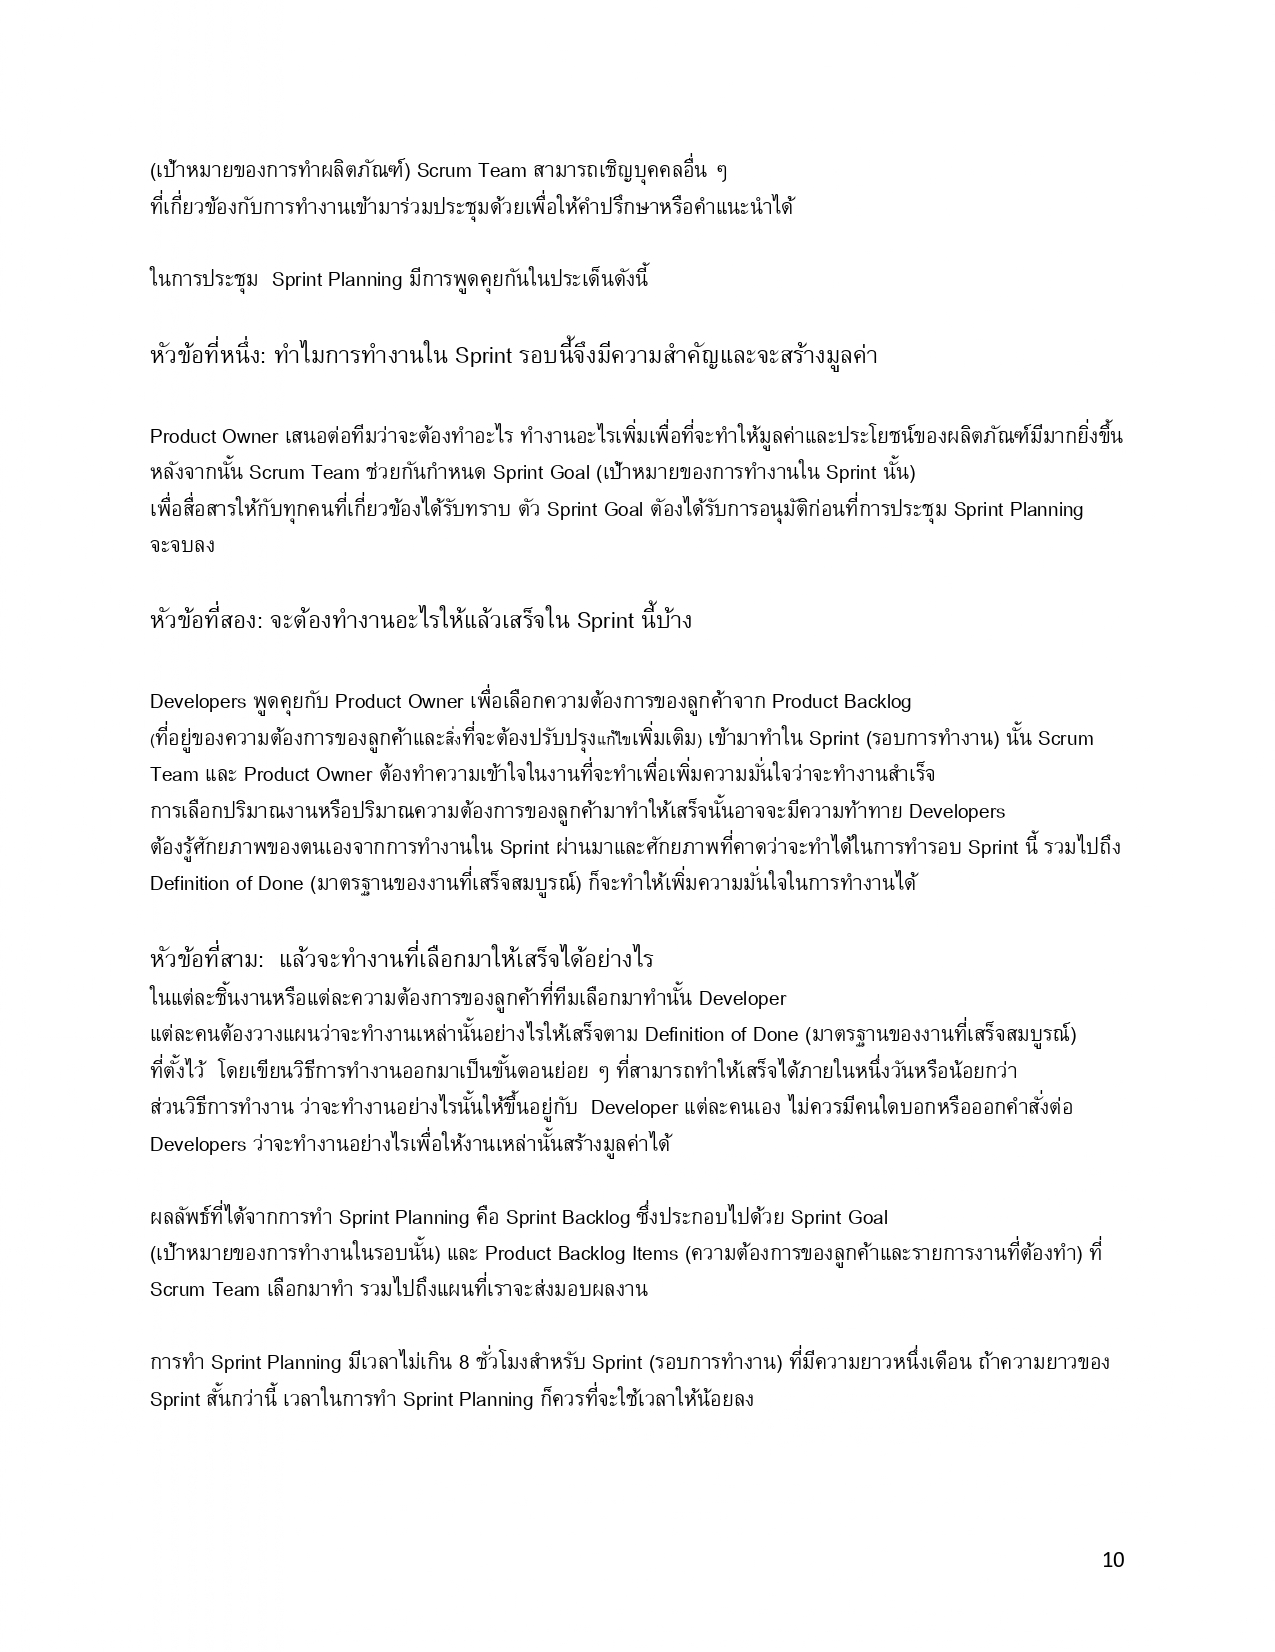 (เป้าหมายของการทำผลิตภัณฑ์) Scrum Team สามารถเชิญบุคคลอื่น ๆ
ที่เกี่ยวข้องกับการทำงานเข้ามาร่วมประชุมด้วยเพื่อให้คำปรึกษาหรือคำแนะนำได้
ในการประชุม  Sprint Planning มีการพูดคุยกันในประเด็นดังนี้
หัวข้อที่หนึ่ง: ทำไมการทำงานใน Sprint รอบนี้จึงมีความสำคัญและจะสร้างมูลค่า
Product Owner เสนอต่อทีมว่าจะต้องทำอะไร ทำงานอะไรเพิ่มเพื่อที่จะทำให้มูลค่าและประโยชน์ของผลิตภัณฑ์มีมากยิ่งขึ้น
หลังจากนั้น Scrum Team ช่วยกันกำหนด Sprint Goal (เป้าหมายของการทำงานใน Sprint นั้น)
เพื่อสื่อสารให้กับทุกคนที่เกี่ยวข้องได้รับทราบ ตัว Sprint Goal ต้องได้รับการอนุมัติก่อนที่การประชุม Sprint Planning
จะจบลง
หัวข้อที่สอง: จะต้องทำงานอะไรให้แล้วเสร็จใน Sprint นี้บ้าง
Developers พูดคุยกับ Product Owner เพื่อเลือกความต้องการของลูกค้าจาก Product Backlog
(ที่อยู่ของความต้องการของลูกค้าและสิ่งที่จะต้องปรับปรุงแก้ไขเพิ่มเติม) เข้ามาทำใน Sprint (รอบการทำงาน) นั้น Scrum
Team และ Product Owner ต้องทำความเข้าใจในงานที่จะทำเพื่อเพิ่มความมั่นใจว่าจะทำงานสำเร็จ
การเลือกปริมาณงานหรือปริมาณความต้องการของลูกค้ามาทำให้เสร็จนั้นอาจจะมีความท้าทาย Developers
ต้องรู้ศักยภาพของตนเองจากการทำงานใน Sprint ผ่านมาและศักยภาพที่คาดว่าจะทำได้ในการทำรอบ Sprint นี้ รวมไปถึง
Definition of Done (มาตรฐานของงานที่เสร็จสมบูรณ์) ก็จะทำให้เพิ่มความมั่นใจในการทำงานได้
หัวข้อที่สาม:  แล้วจะทำงานที่เลือกมาให้เสร็จได้อย่างไร
ในแต่ละชิ้นงานหรือแต่ละความต้องการของลูกค้าที่ทีมเลือกมาทำนั้น Developer
แต่ละคนต้องวางแผนว่าจะทำงานเหล่านั้นอย่างไรให้เสร็จตาม Definition of Done (มาตรฐานของงานที่เสร็จสมบูรณ์)
ที่ตั้งไว้  โดยเขียนวิธีการทำงานออกมาเป็นขั้นตอนย่อย ๆ ที่สามารถทำให้เสร็จได้ภายในหนึ่งวันหรือน้อยกว่า
ส่วนวิธีการทำงาน ว่าจะทำงานอย่างไรนั้นให้ขึ้นอยู่กับ  Developer แต่ละคนเอง ไม่ควรมีคนใดบอกหรือออกคำสั่งต่อ
Developers ว่าจะทำงานอย่างไรเพื่อให้งานเหล่านั้นสร้างมูลค่าได้
ผลลัพธ์ที่ได้จากการทำ Sprint Planning คือ Sprint Backlog ซึ่งประกอบไปด้วย Sprint Goal
(เป้าหมายของการทำงานในรอบนั้น) และ Product Backlog Items (ความต้องการของลูกค้าและรายการงานที่ต้องทำ) ที่
Scrum Team เลือกมาทำ รวมไปถึงแผนที่เราจะส่งมอบผลงาน
การทำ Sprint Planning มีเวลาไม่เกิน 8 ชั่วโมงสำหรับ Sprint (รอบการทำงาน) ที่มีความยาวหนึ่งเดือน ถ้าความยาวของ
Sprint สั้นกว่านี้ เวลาในการทำ Sprint Planning ก็ควรที่จะใช้เวลาให้น้อยลง
10